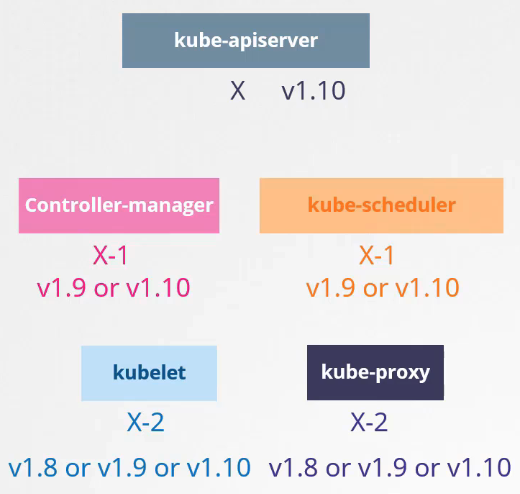 kube-apiserver
X v1.10
Controller-manager
kube-scheduler
X-1
X-1
v1.9 or v1.10
v1.9 or v1.10
kubelet
kube-proxy
X-2
X-2
v1.8 or v1.9 or v1.10
v1.8 or v1.9 or v1.10